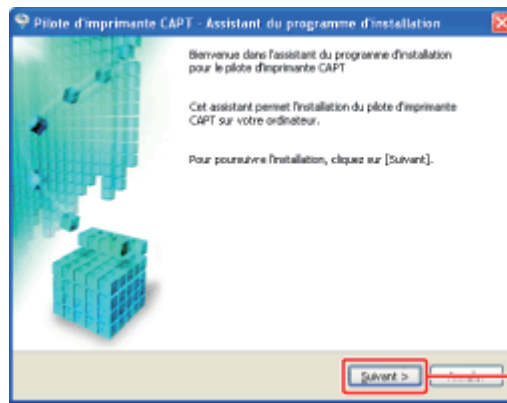 Pilote d'imprimante CAPT - Assistant du programme d'installation
Bienvenue dans l'assistant du programme d'installation
pour le pilote d'imprimante CAPT
Cet assistant permet l'installation du pilote d'imprimante
CAPT sur votre ordinateur.
Pour poursuivre l'installation, cliquez sur [Suivant].
Suivant >